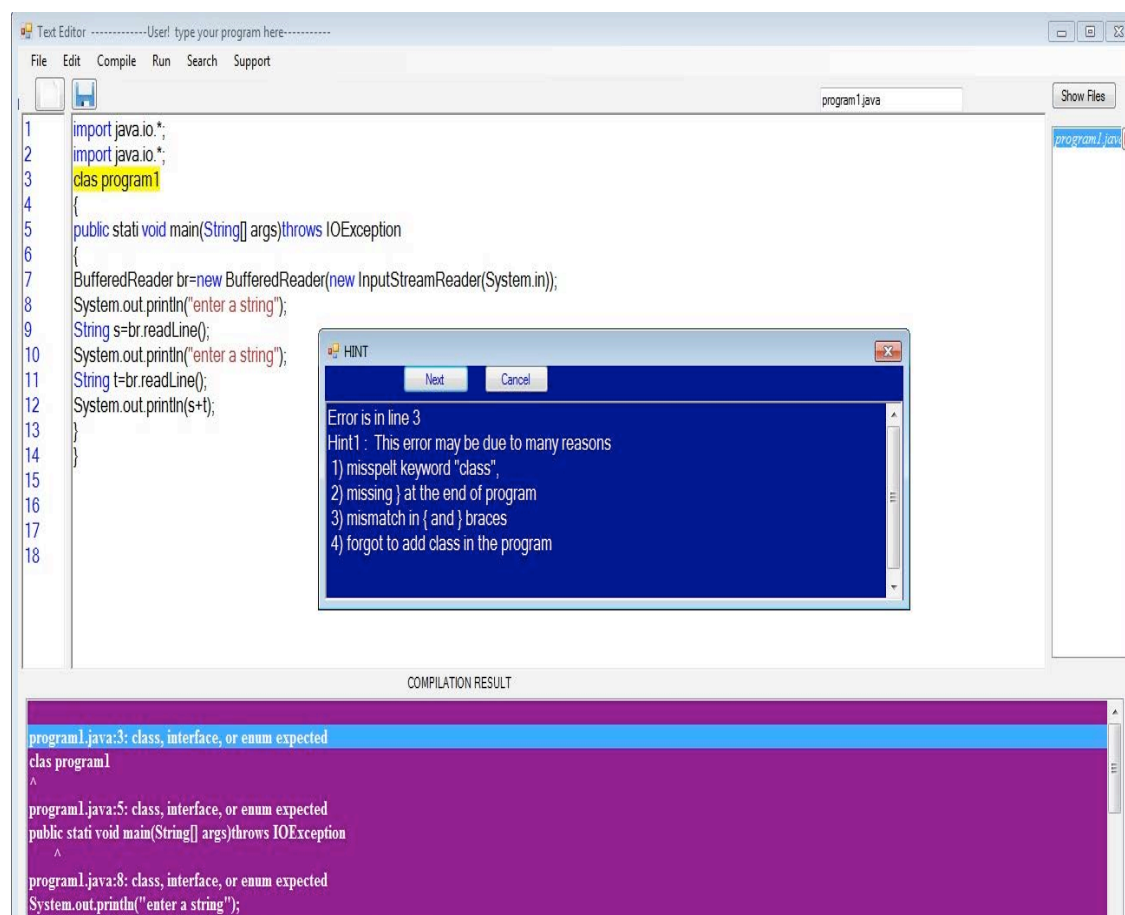 Text Editor -------------User!  type your program here-----------
File Edit Compile Run Search Support
program1.java
Show Files
1 import java.io.*;
2 import java.io.*;
3 clas program1
4 {
5 public stati void main(String[] args)throws IOException
6 {
7 BufferedReader br=new BufferedReader(new InputStreamReader(System.in));
8 System.out.println("enter a string");
9 String s=br.readLine();
10 System.out.println("enter a string");
11 String t=br.readLine();
12 System.out.println(s+t);
13 }
14 }
15
16
17
18
program1.java
HINT
Next Cancel
Error is in line 3
Hint1 :  This error may be due to many reasons
1) misspelt keyword "class",
2) missing } at the end of program
3) mismatch in { and } braces
4) forgot to add class in the program
COMPILATION RESULT
program1.java:3: class, interface, or enum expected
clas program1
^
program1.java:5: class, interface, or enum expected
public stati void main(String[] args)throws IOException
^
program1.java:8: class, interface, or enum expected
System.out.println("enter a string");